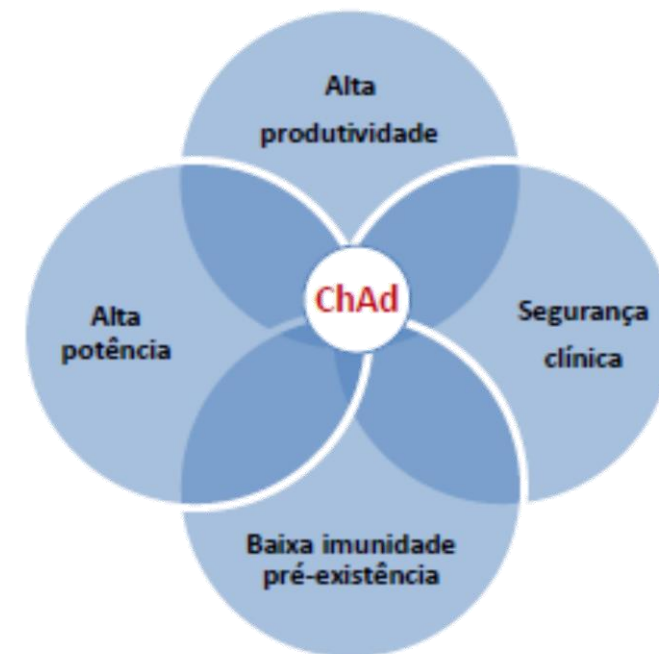 Alta
produtividade
Alta
potência
ChAd
Segurança
clínica
Baixa imunidade
pré-existência